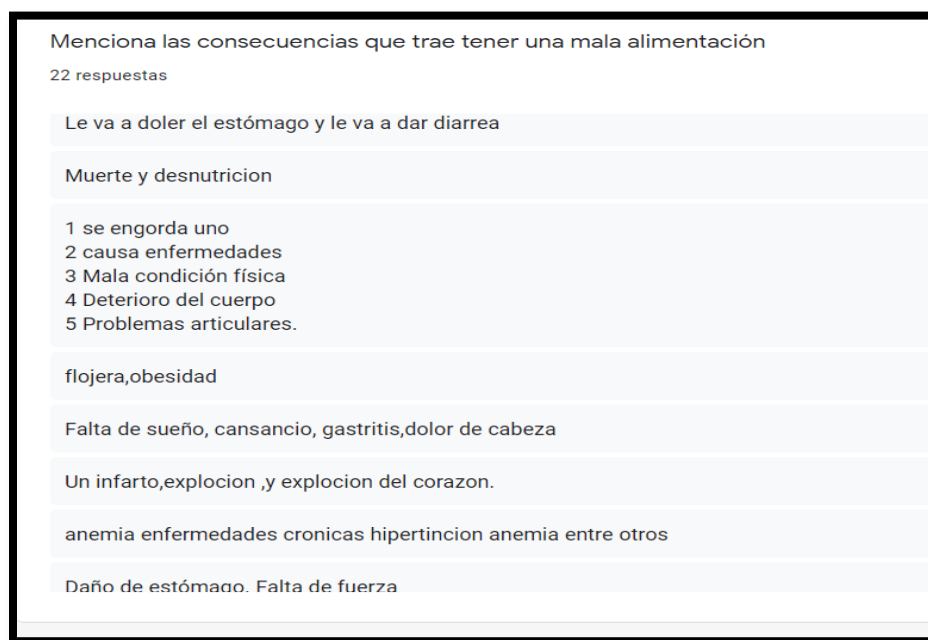 Menciona las consecuencias que trae tener una mala alimentación
22 respuestas
Le va a doler el estómago y le va a dar diarrea
Muerte y desnutricion
1 se engorda uno
2 causa enfermedades
3 Mala condición física
4 Deterioro del cuerpo
5 Problemas articulares.
flojera,obesidad
Falta de sueño, cansancio, gastritis,dolor de cabeza
Un infarto,explocion ,y explocion del corazon.
anemia enfermedades cronicas hipertincion anemia entre otros
Daño de estómago. Falta de fuerza